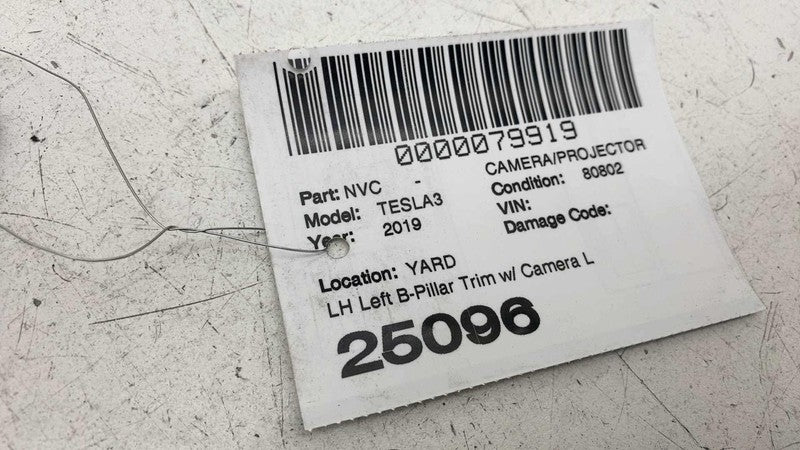 0000079919
Part: NVC - CAMERA/PROJECTOR
Model: TESLA3 Condition: 80802
Year: 2019 VIN:
Damage Code:
Location: YARD
LH Left B-Pillar Trim w/ Camera L
25096